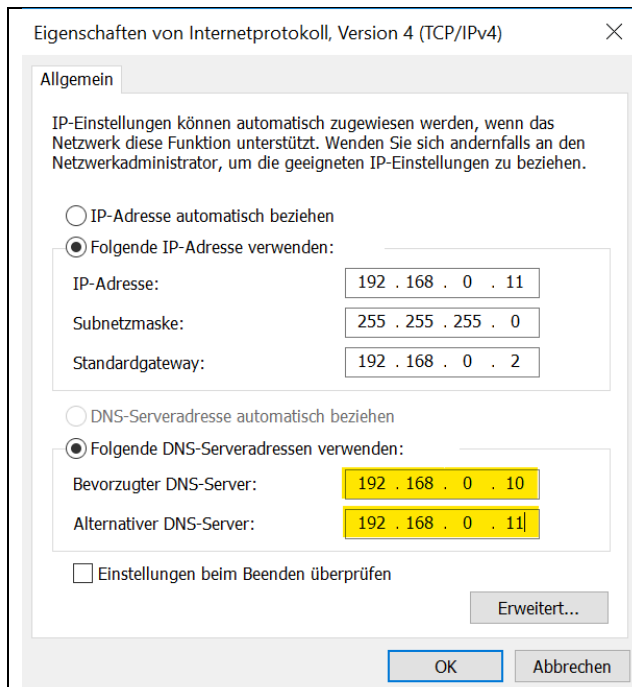 Eigenschaften von Internetprotokoll, Version 4 (TCP/IPv4)
Allgemein
IP-Einstellungen können automatisch zugewiesen werden, wenn das
Netzwerk diese Funktion unterstützt. Wenden Sie sich andernfalls an den
Netzwerkadministrator, um die geeigneten IP-Einstellungen zu beziehen.
IP-Adresse automatisch beziehen
Folgende IP-Adresse verwenden:
IP-Adresse: 192 . 168 . 0 . 11
Subnetzmaske: 255 . 255 . 255 . 0
Standardgateway: 192 . 168 . 0 . 2
DNS-Serveradresse automatisch beziehen
Folgende DNS-Serveradressen verwenden:
Bevorzugter DNS-Server: 192 . 168 . 0 . 10
Alternativer DNS-Server: 192 . 168 . 0 . 11
Einstellungen beim Beenden überprüfen
Erweitert...
OK Abbrechen